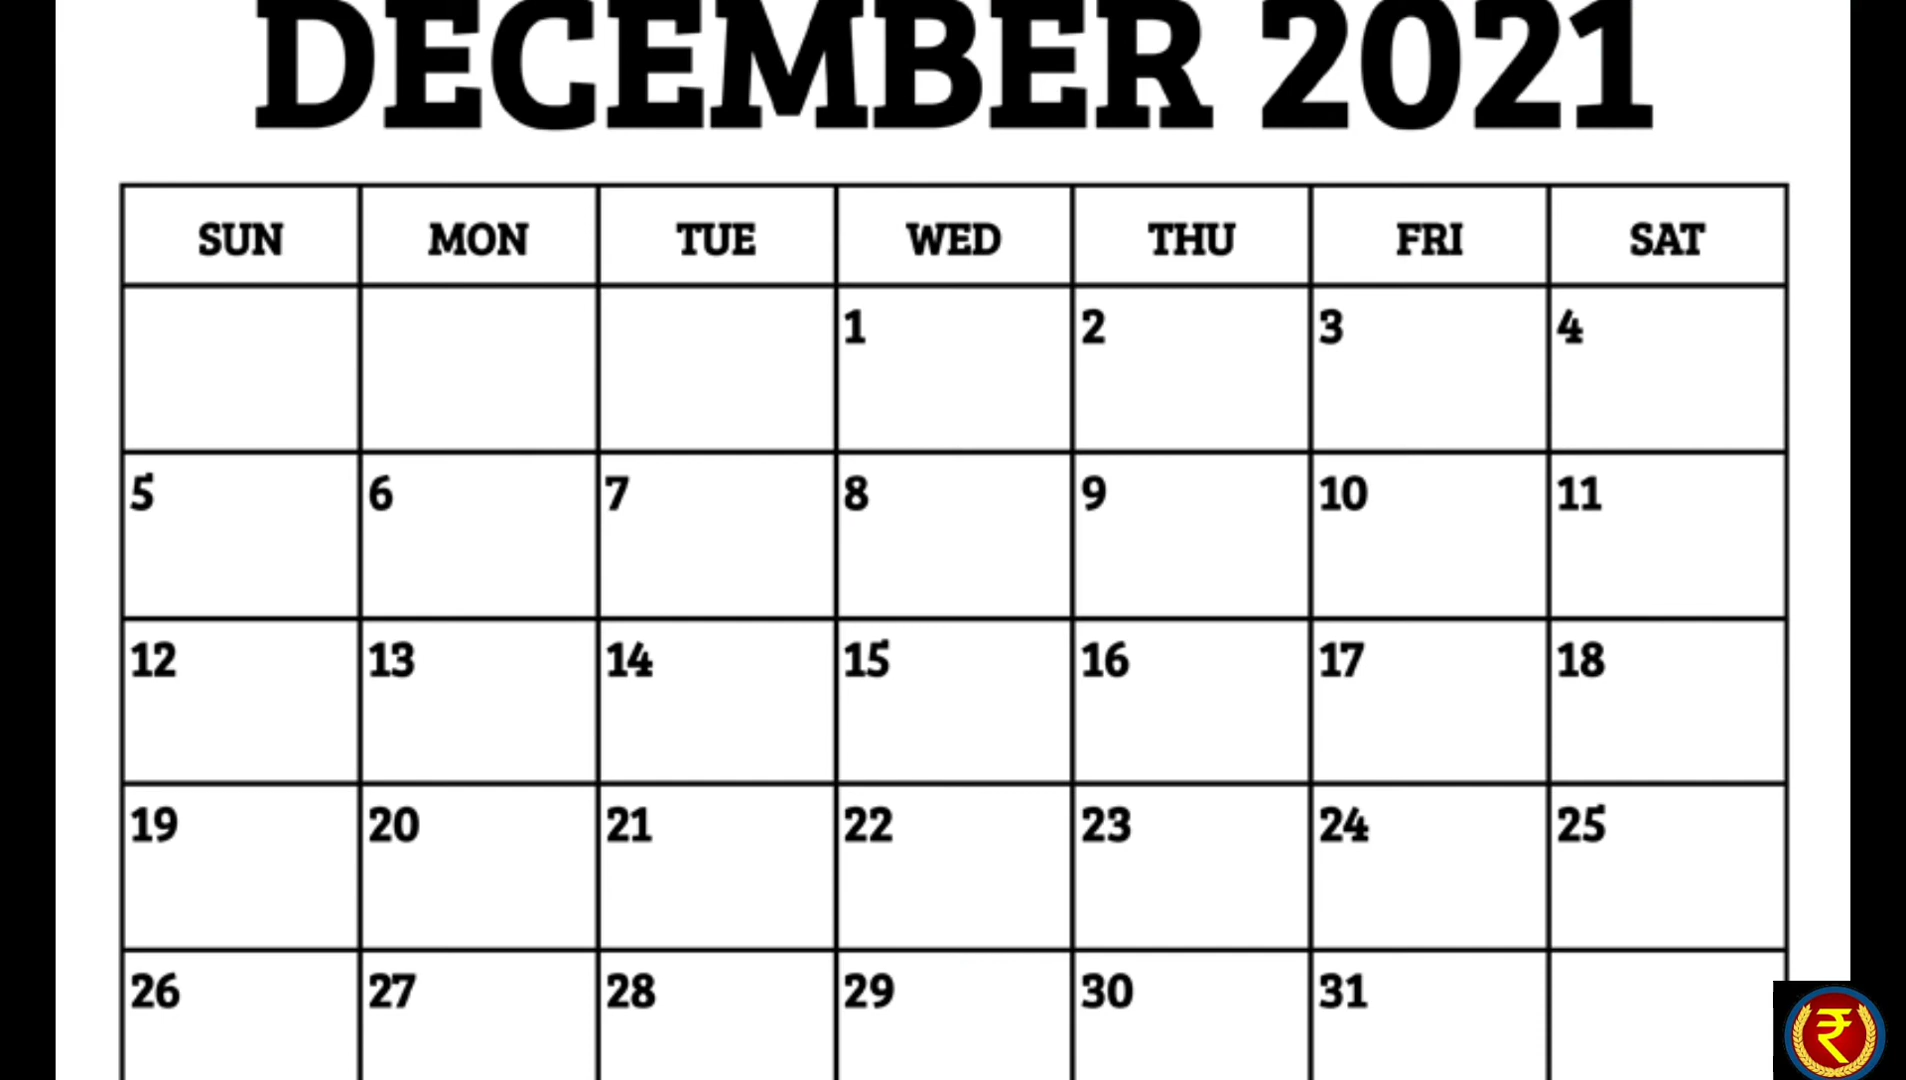 DECEMBER 2021
SUN MON TUE WED THU FRI SAT
1 2 3 4
5 6 7 8 9 10 11
12 13 14 15 16 17 18
19 20 21 22 23 24 25
26 27 28 29 30 31
₹